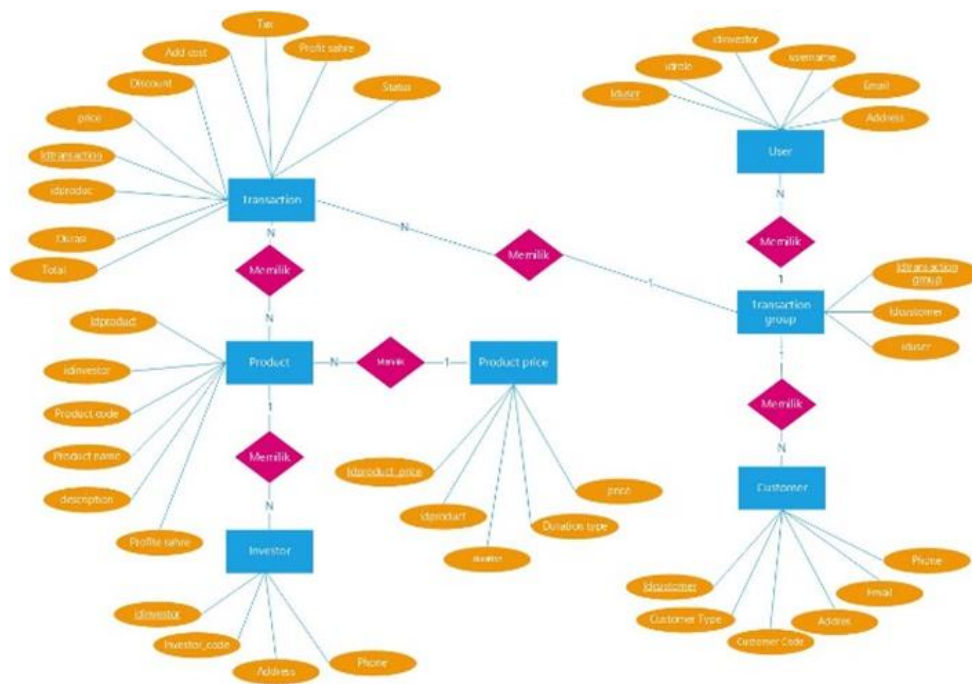 Tax
Add cost
Profit sahre
Discount
Status
price
Idtransaction
idproduc
Durasi
Total
Transaction
N
Memilik
N
N
Memilik
1
idinvestor
idrole
username
Iduser
Email
Address
User
N
Memilik
1
Transaction
group
Idtransaction
group
Idcustomer
iduser
Memilik
N
Customer
Idcustomer
Customer Type
Customer Code
Addres
Email
Phone
Idproduct
idinvestor
Product code
Product name
description
Profite sahre
Product
N
Memilik
1
Product price
Idproduct_price
idproduct
Duration type
price
1
Memilik
N
Investor
idinvestor
Investor_code
Address
Phone